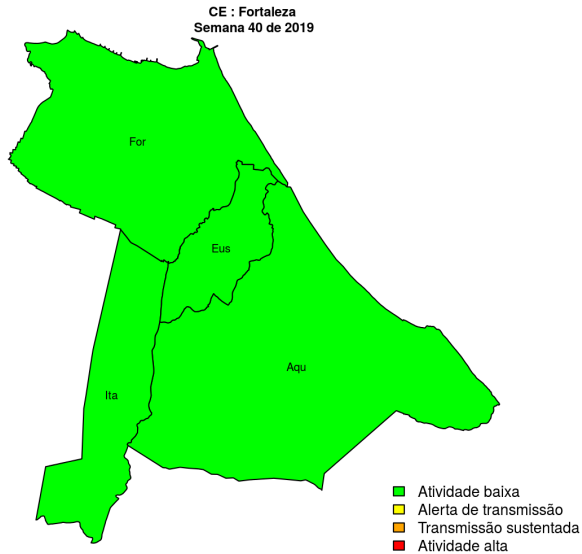 CE : Fortaleza
Semana 40 de 2019
For
Eus
Aqu
Ita
Atividade baixa
Alerta de transmissão
Transmissão sustentada
Atividade alta